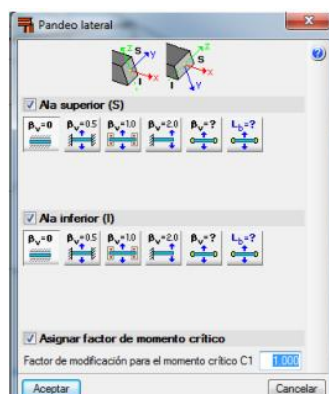 Pandeo lateral
Z Y S X I
Z S X I Y
Ala superior (S)
βv=0 βv=0.5 βv=1.0 βv=2.0 βv=? Lb=?
Ala inferior (I)
βv=0 βv=0.5 βv=1.0 βv=2.0 βv=? Lb=?
Asignar factor de momento crítico
Factor de modificación para el momento crítico C1 1.000
Aceptar Cancelar